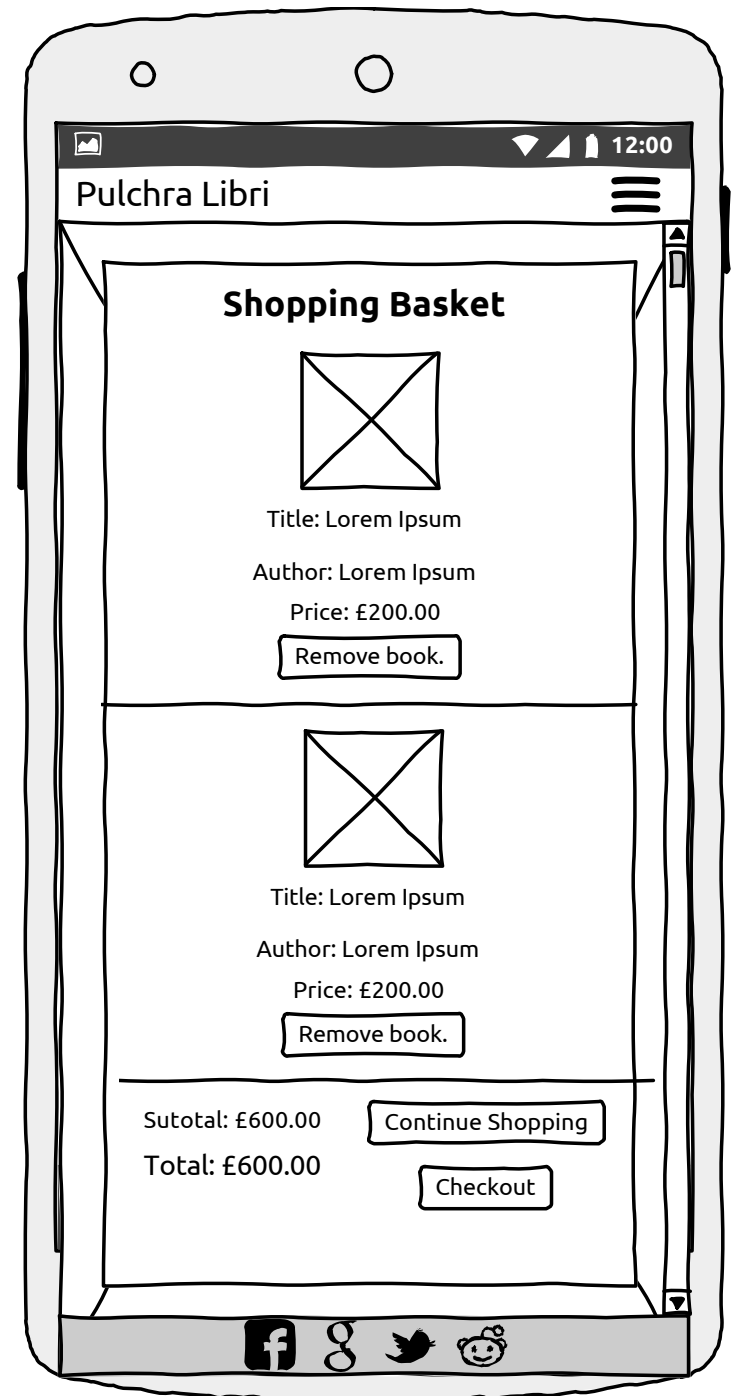 12:00
Pulchra Libri
Shopping Basket
Title: Lorem Ipsum
Author: Lorem Ipsum
Price: £200.00
Remove book.
Title: Lorem Ipsum
Author: Lorem Ipsum
Price: £200.00
Remove book.
Sutotal: £600.00
Continue Shopping
Total: £600.00
Checkout